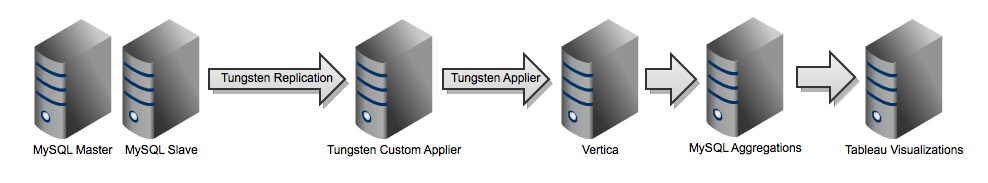 Tungsten Replication
Tungsten Applier
MySQL Master
MySQL Slave
Tungsten Custom Applier
Vertica
MySQL Aggregations
Tableau Visualizations